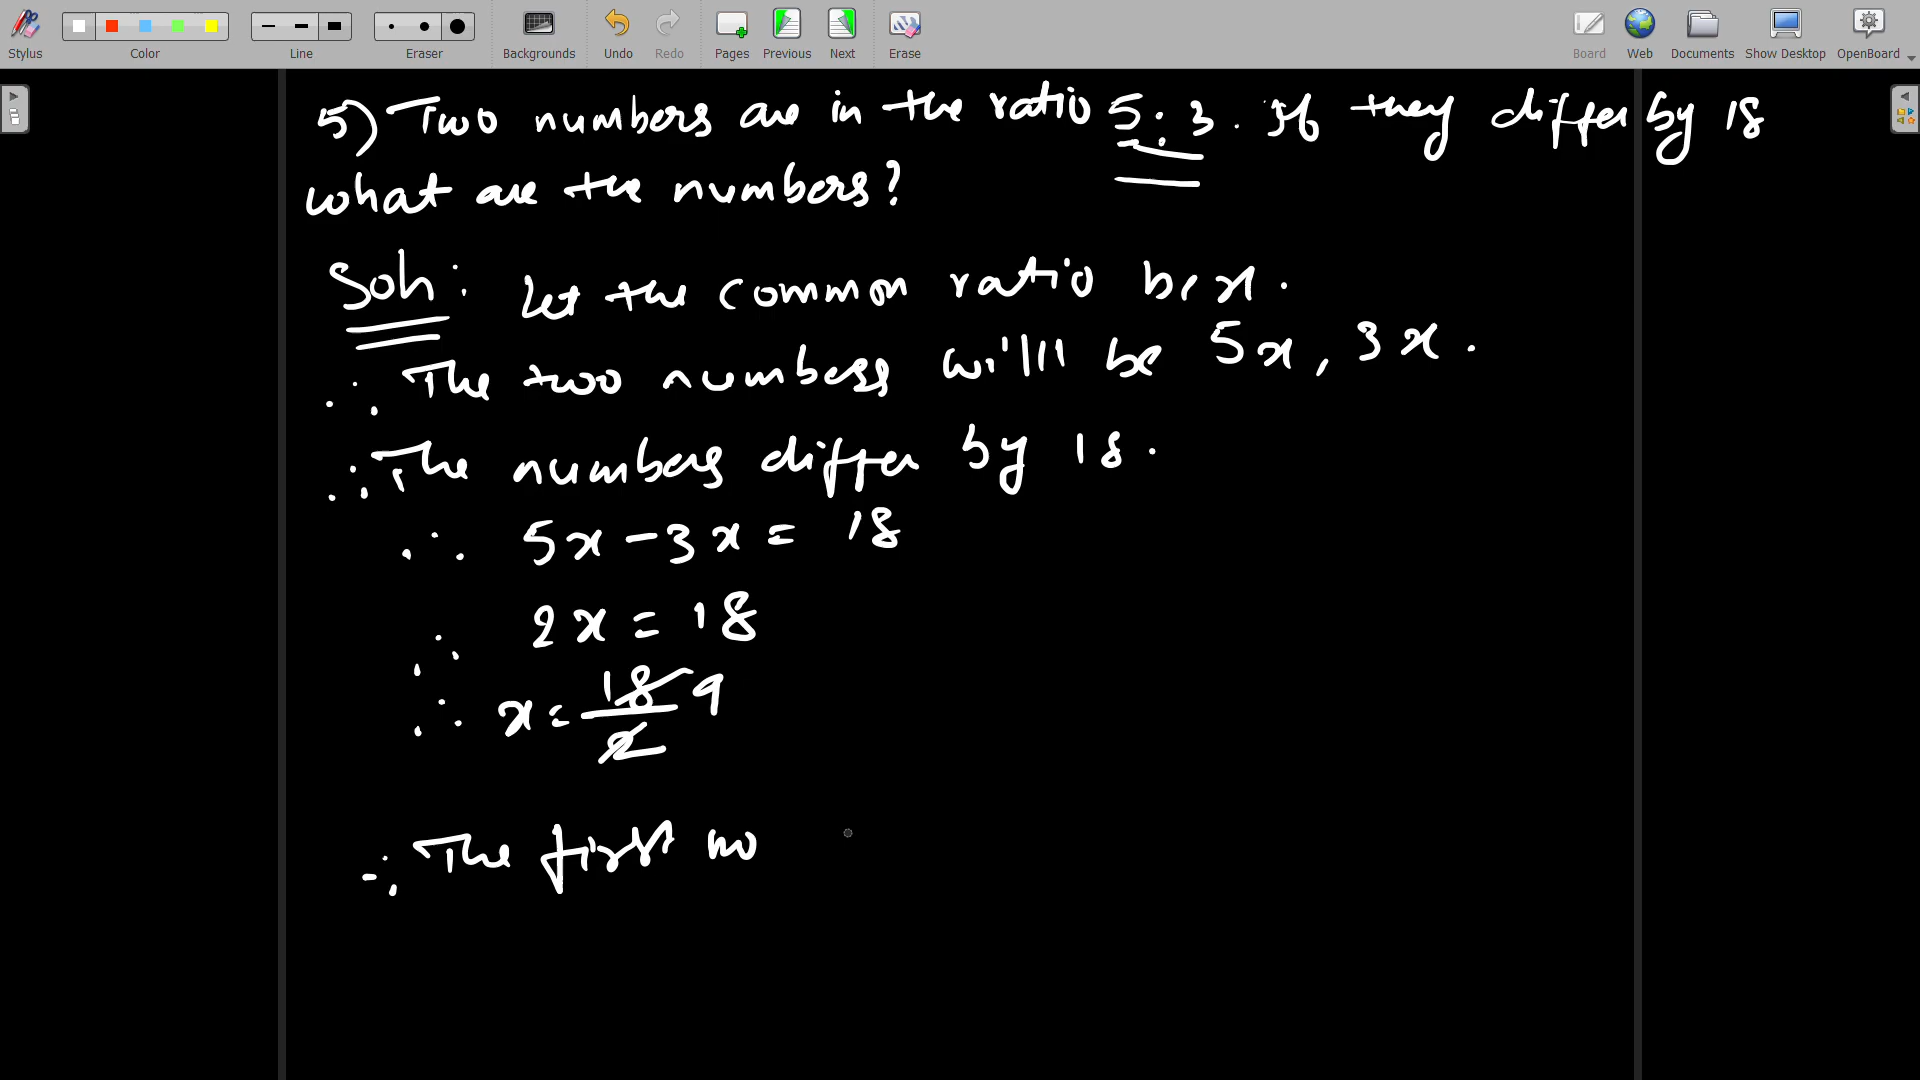 Stylus Color Line Eraser Backgrounds Undo Redo Pages Previous Next Erase Board Web Documents Show Desktop OpenBoard
5) Two numbers are in the ratio 5:3. If they differ by 18
what are the numbers?
Soln: Let the common ratio be x.
∴ The two numbers will be 5x, 3x.
∴ The numbers differ by 18.
∴ 5x - 3x = 18
∴ 2x = 18
∴ x = 18/2 9
∴ The first no